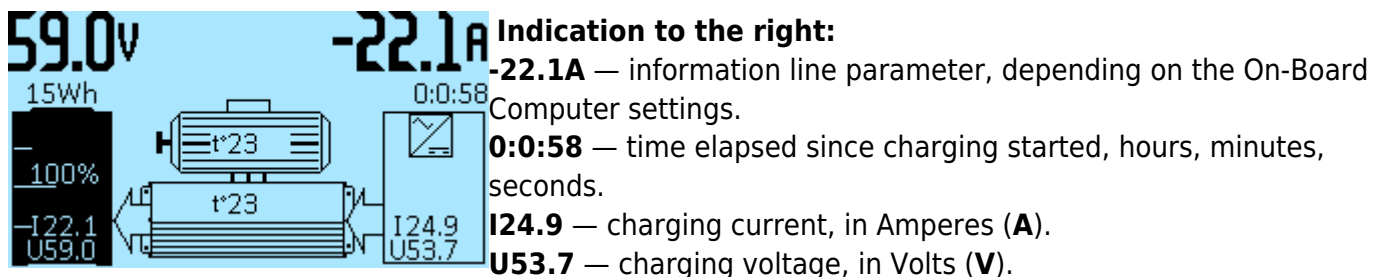 59.0V
-22.1A
15Wh
0:0:58
t°23
100%
t°23
I22.1
U59.0
I24.9
U53.7
Indication to the right:
-22.1A — information line parameter, depending on the On-Board
Computer settings.
0:0:58 — time elapsed since charging started, hours, minutes,
seconds.
I24.9 — charging current, in Amperes (A).
U53.7 — charging voltage, in Volts (V).